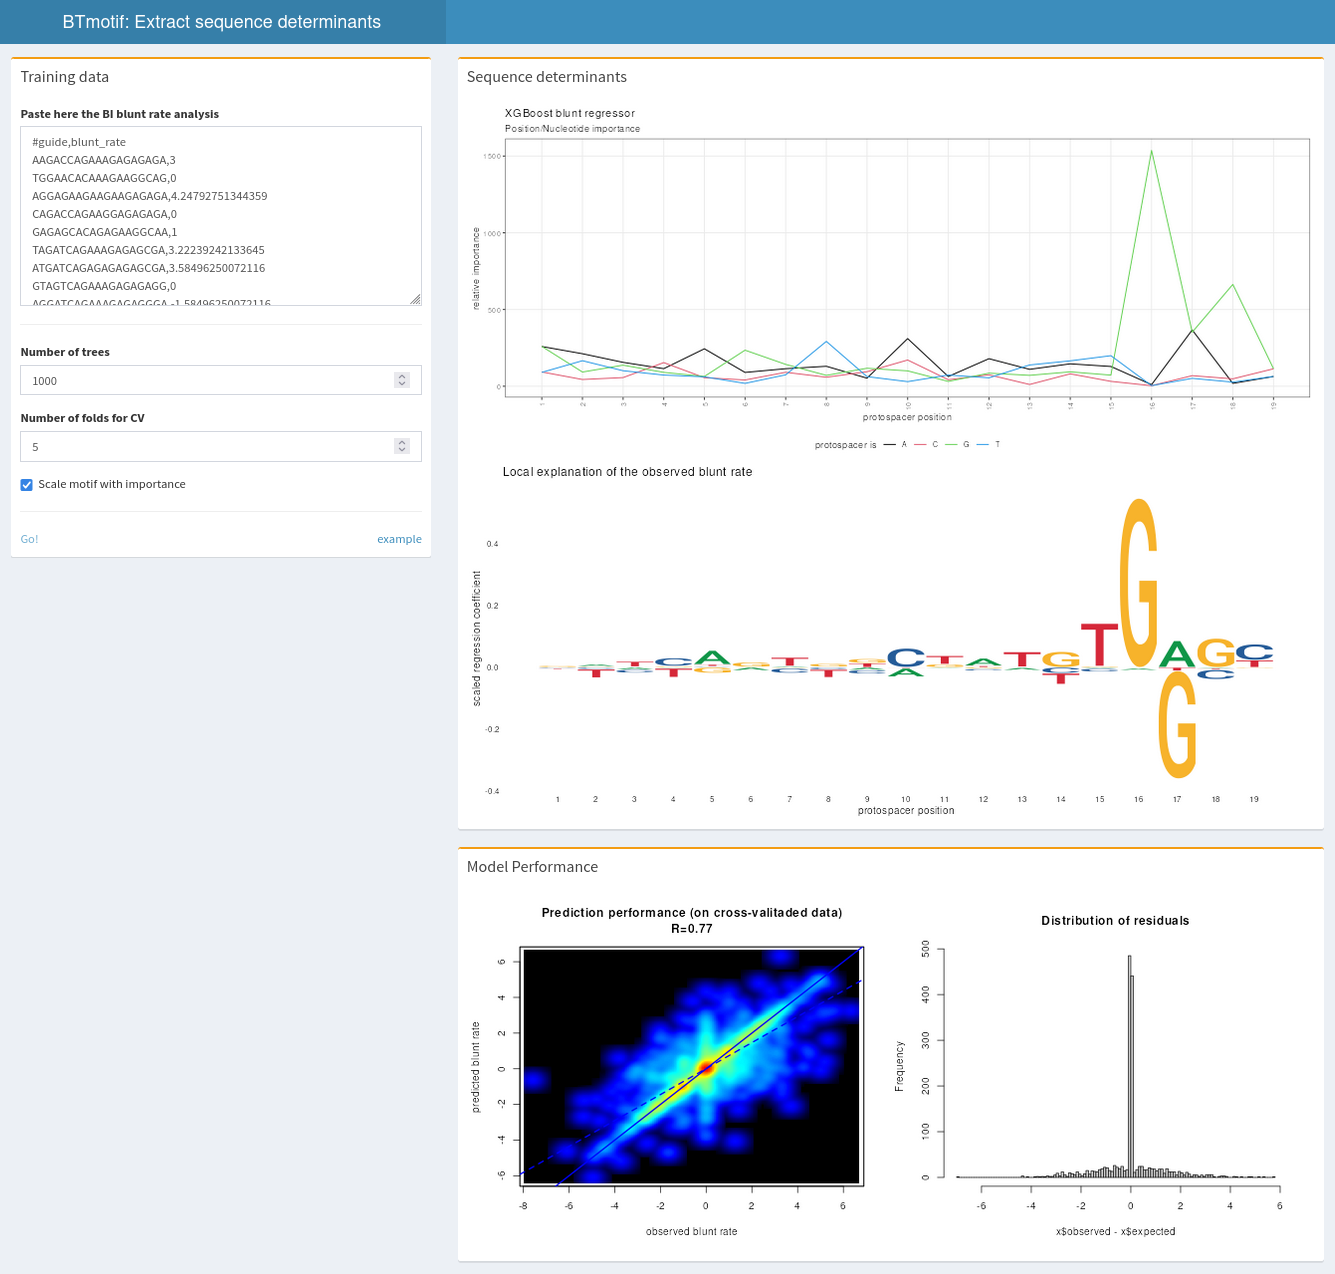 BTmotif: Extract sequence determinants
Training data
Paste here the BI blunt rate analysis
#guide,blunt_rate
AAGACCAGAAAGAGAGAGA,3
TGGAACACAAAGAAGGCAG,0
AGGAGAAGAAGAAGAGAGA,4.24792751344359
CAGACCAGAAGGAGAGAGA,0
GAGAGCACAGAGAAGGCAA,1
TAGATCAGAAAGAGAGCGA,3.22239242133645
ATGATCAGAGAGAGAGCGA,3.58496250072116
GTAGTCAGAAAGAGAGAGG,0
AGGATCAGAAAGAGAGGGA,-1.58496250072116
Number of trees
1000
Number of folds for CV
5
Scale motif with importance
Go! example
Sequence determinants
XGBoost blunt regressor
Position/Nucleotide importance
relative importance
1500
1000
500
0
1 2 3 4 5 6 7 8 9 10 11 12 13 14 15 16 17 18 19
protospacer position
protospacer is A C G T
Local explanation of the observed blunt rate
scaled regression coefficient
0.4
0.2
0.0
-0.2
-0.4
1 2 3 4 5 6 7 8 9 10 11 12 13 14 15 16 17 18 19
protospacer position
Model Performance
Prediction performance (on cross-valitaded data)
R=0.77
predicted blunt rate
6
4
2
0
-2
-4
-6
-8 -6 -4 -2 0 2 4 6
observed blunt rate
Distribution of residuals
Frequency
500
400
300
200
100
0
-6 -4 -2 0 2 4 6
x$observed - x$expected